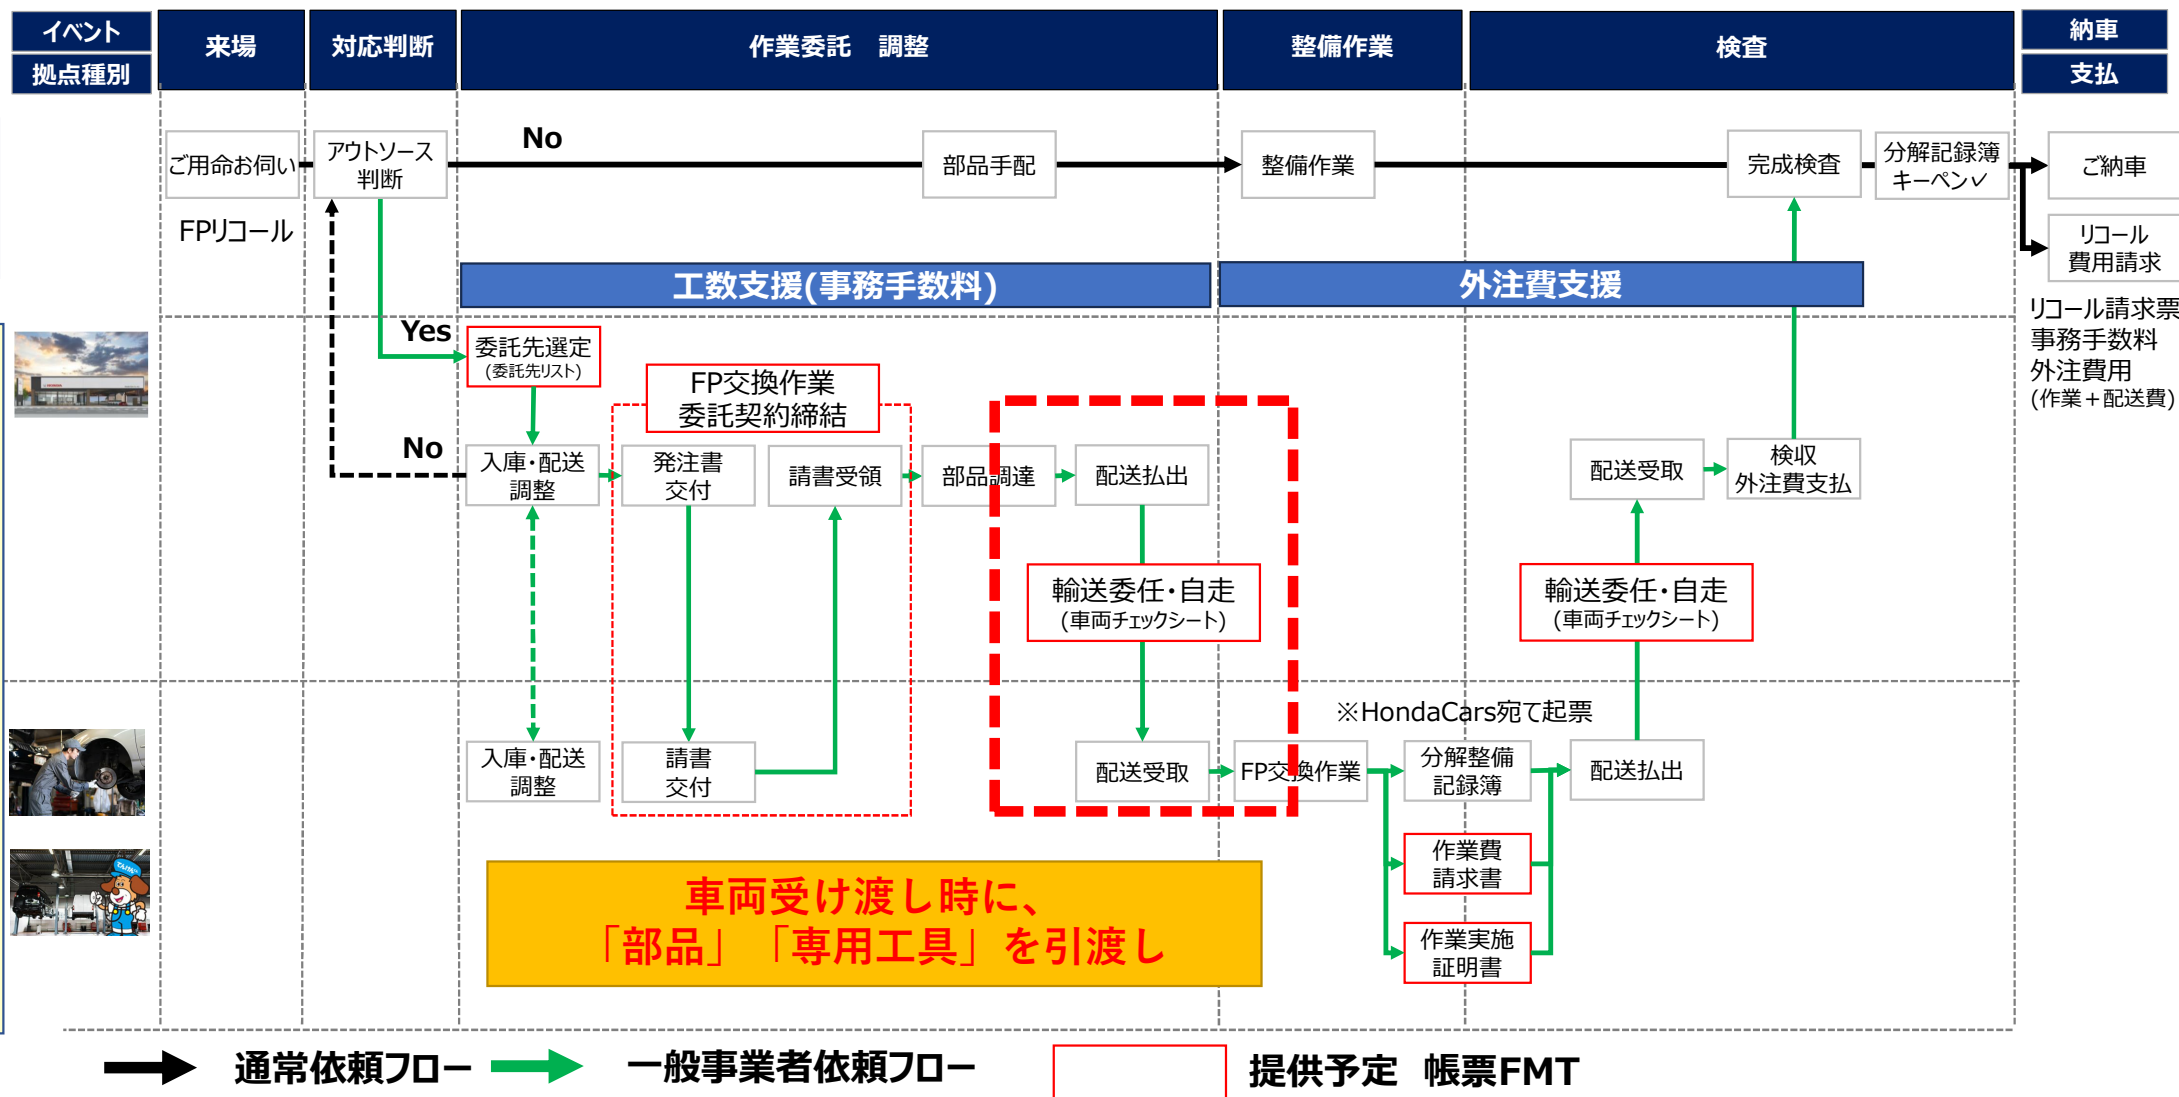 イベント
拠点種別
来場
対応判断
作業委託　調整
整備作業
検査
納車
支払
ご用命お伺い
アウトソース
判断
No
部品手配
整備作業
完成検査
分解記録簿
キーペン✓
ご納車
FPリコール
リコール
費用請求
工数支援(事務手数料)
外注費支援
リコール請求票
事務手数料
外注費用
(作業+配送費)
Yes
委託先選定
(委託先リスト)
FP交換作業
委託契約締結
No
入庫・配送
調整
発注書
交付
請書受領
部品調達
配送払出
配送受取
検収
外注費支払
輸送委任・自走
(車両チェックシート)
輸送委任・自走
(車両チェックシート)
※HondaCars宛て起票
入庫・配送
調整
請書
交付
配送受取
FP交換作業
分解整備
記録簿
配送払出
作業費
請求書
作業実施
証明書
車両受け渡し時に、
「部品」「専用工具」を引渡し
通常依頼フロー
一般事業者依頼フロー
提供予定 帳票FMT